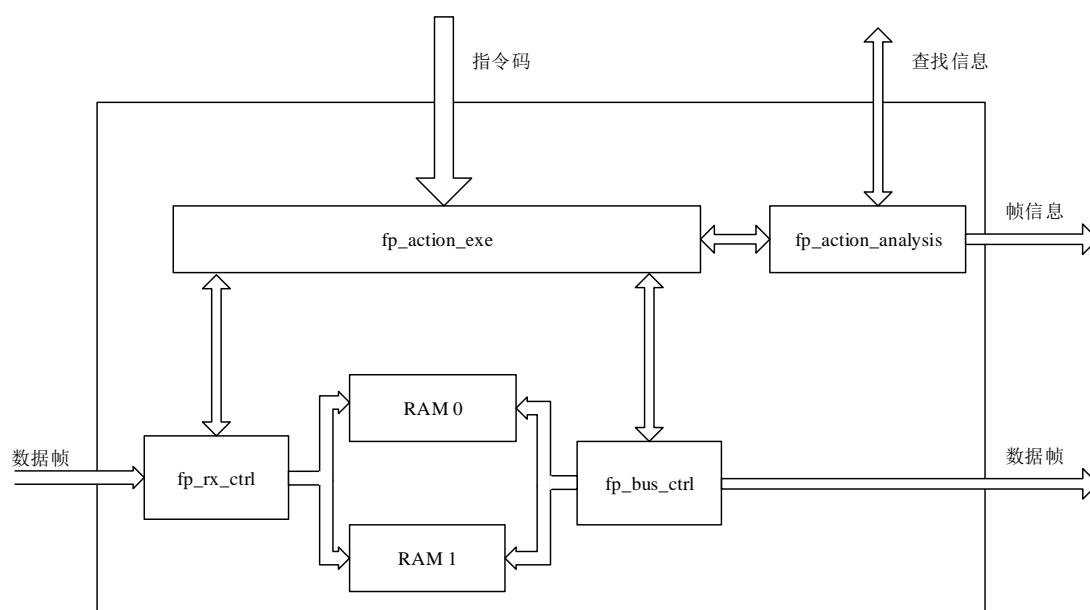 指令码
查找信息
fp_action_exe
fp_action_analysis
帧信息
RAM 0
数据帧
fp_rx_ctrl
fp_bus_ctrl
数据帧
RAM 1